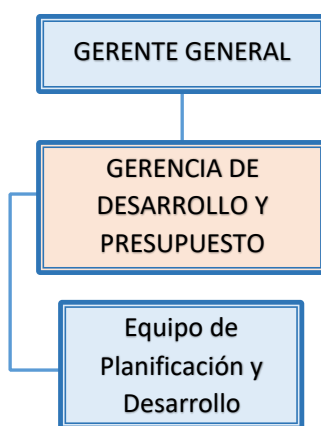 GERENTE GENERAL
GERENCIA DE
DESARROLLO Y
PRESUPUESTO
Equipo de
Planificación y
Desarrollo